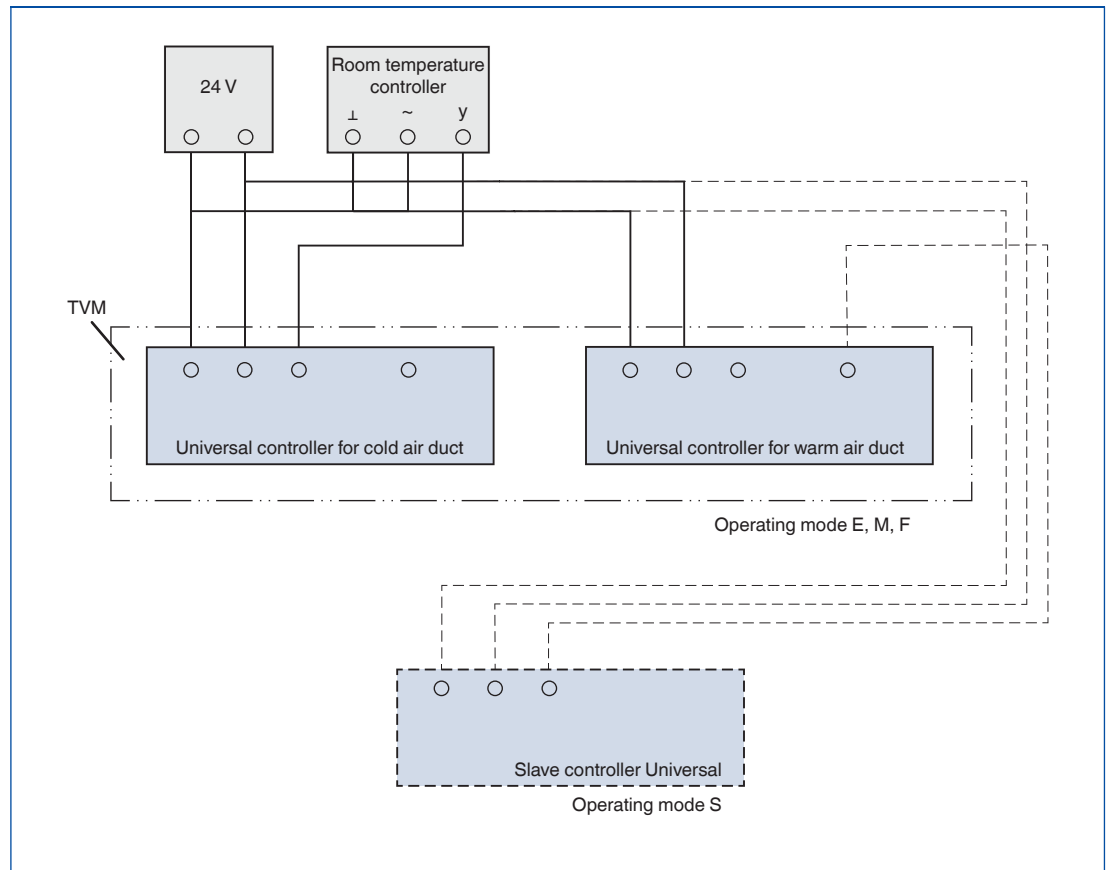 24 V
Room temperature
controller
⊥ ~ y
TVM
Universal controller for cold air duct
Universal controller for warm air duct
Operating mode E, M, F
Slave controller Universal
Operating mode S